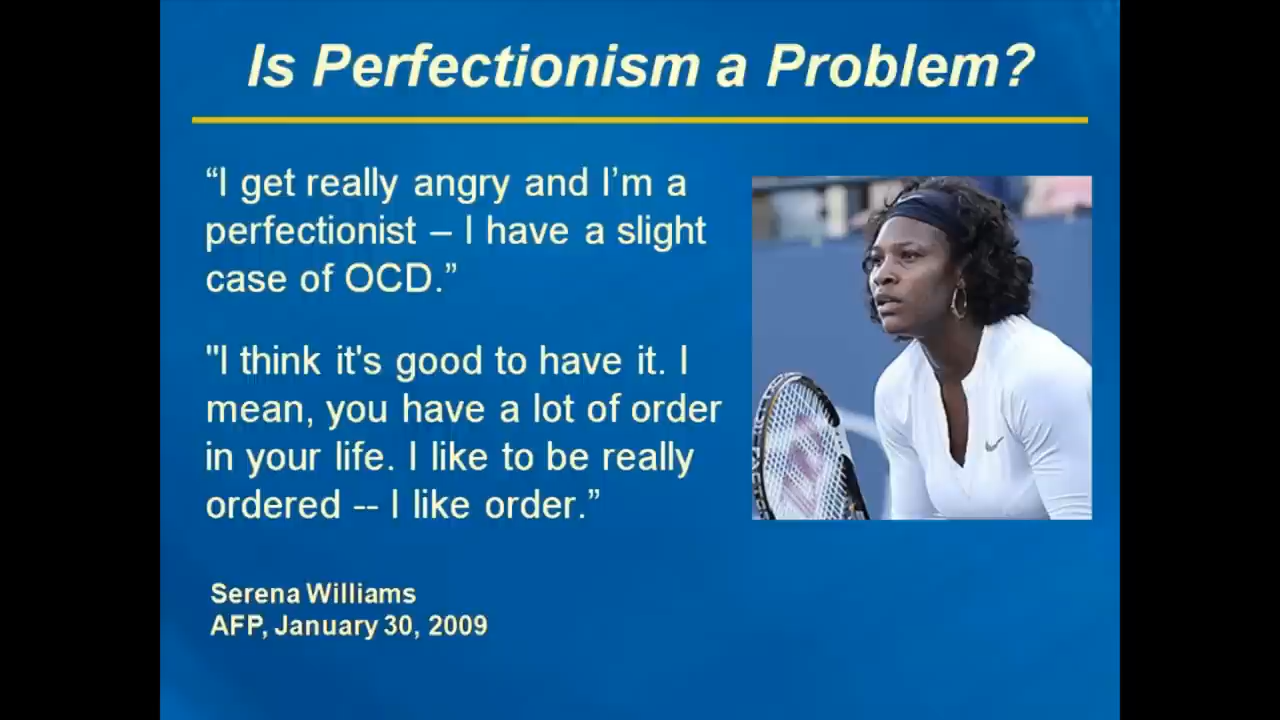 Is Perfectionism a Problem?
“I get really angry and I’m a
perfectionist – I have a slight
case of OCD.”
"I think it's good to have it. I
mean, you have a lot of order
in your life. I like to be really
ordered -- I like order.”
Serena Williams
AFP, January 30, 2009